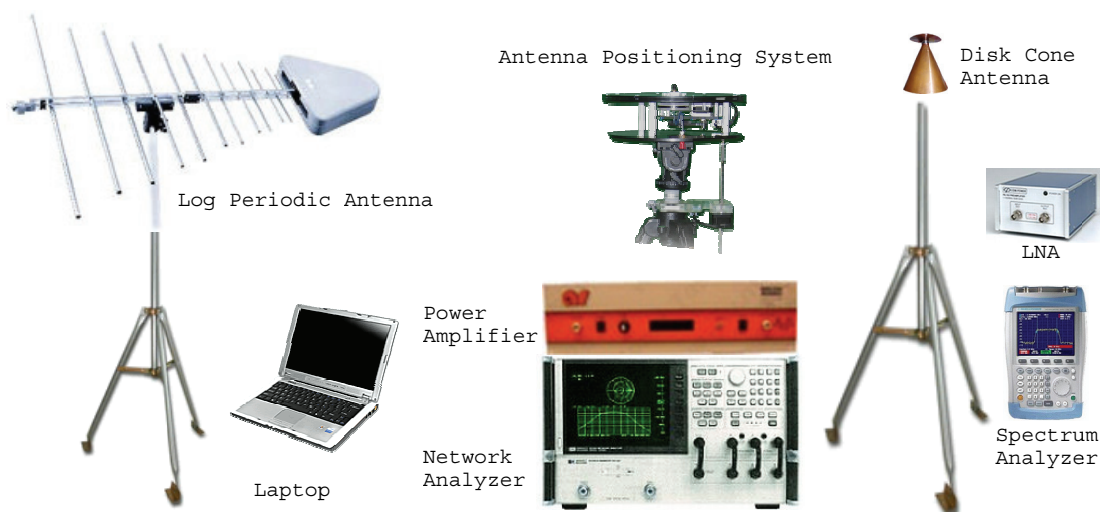 Antenna Positioning System
Disk Cone
Antenna
Log Periodic Antenna
LNA
Power
Amplifier
Network
Analyzer
Laptop
Spectrum
Analyzer